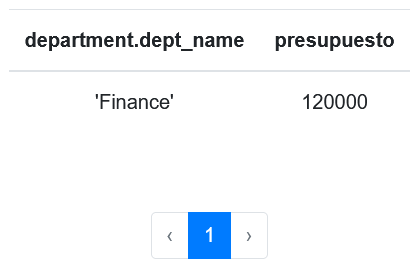 department.dept_name presupuesto
'Finance' 120000
‹ 1 ›